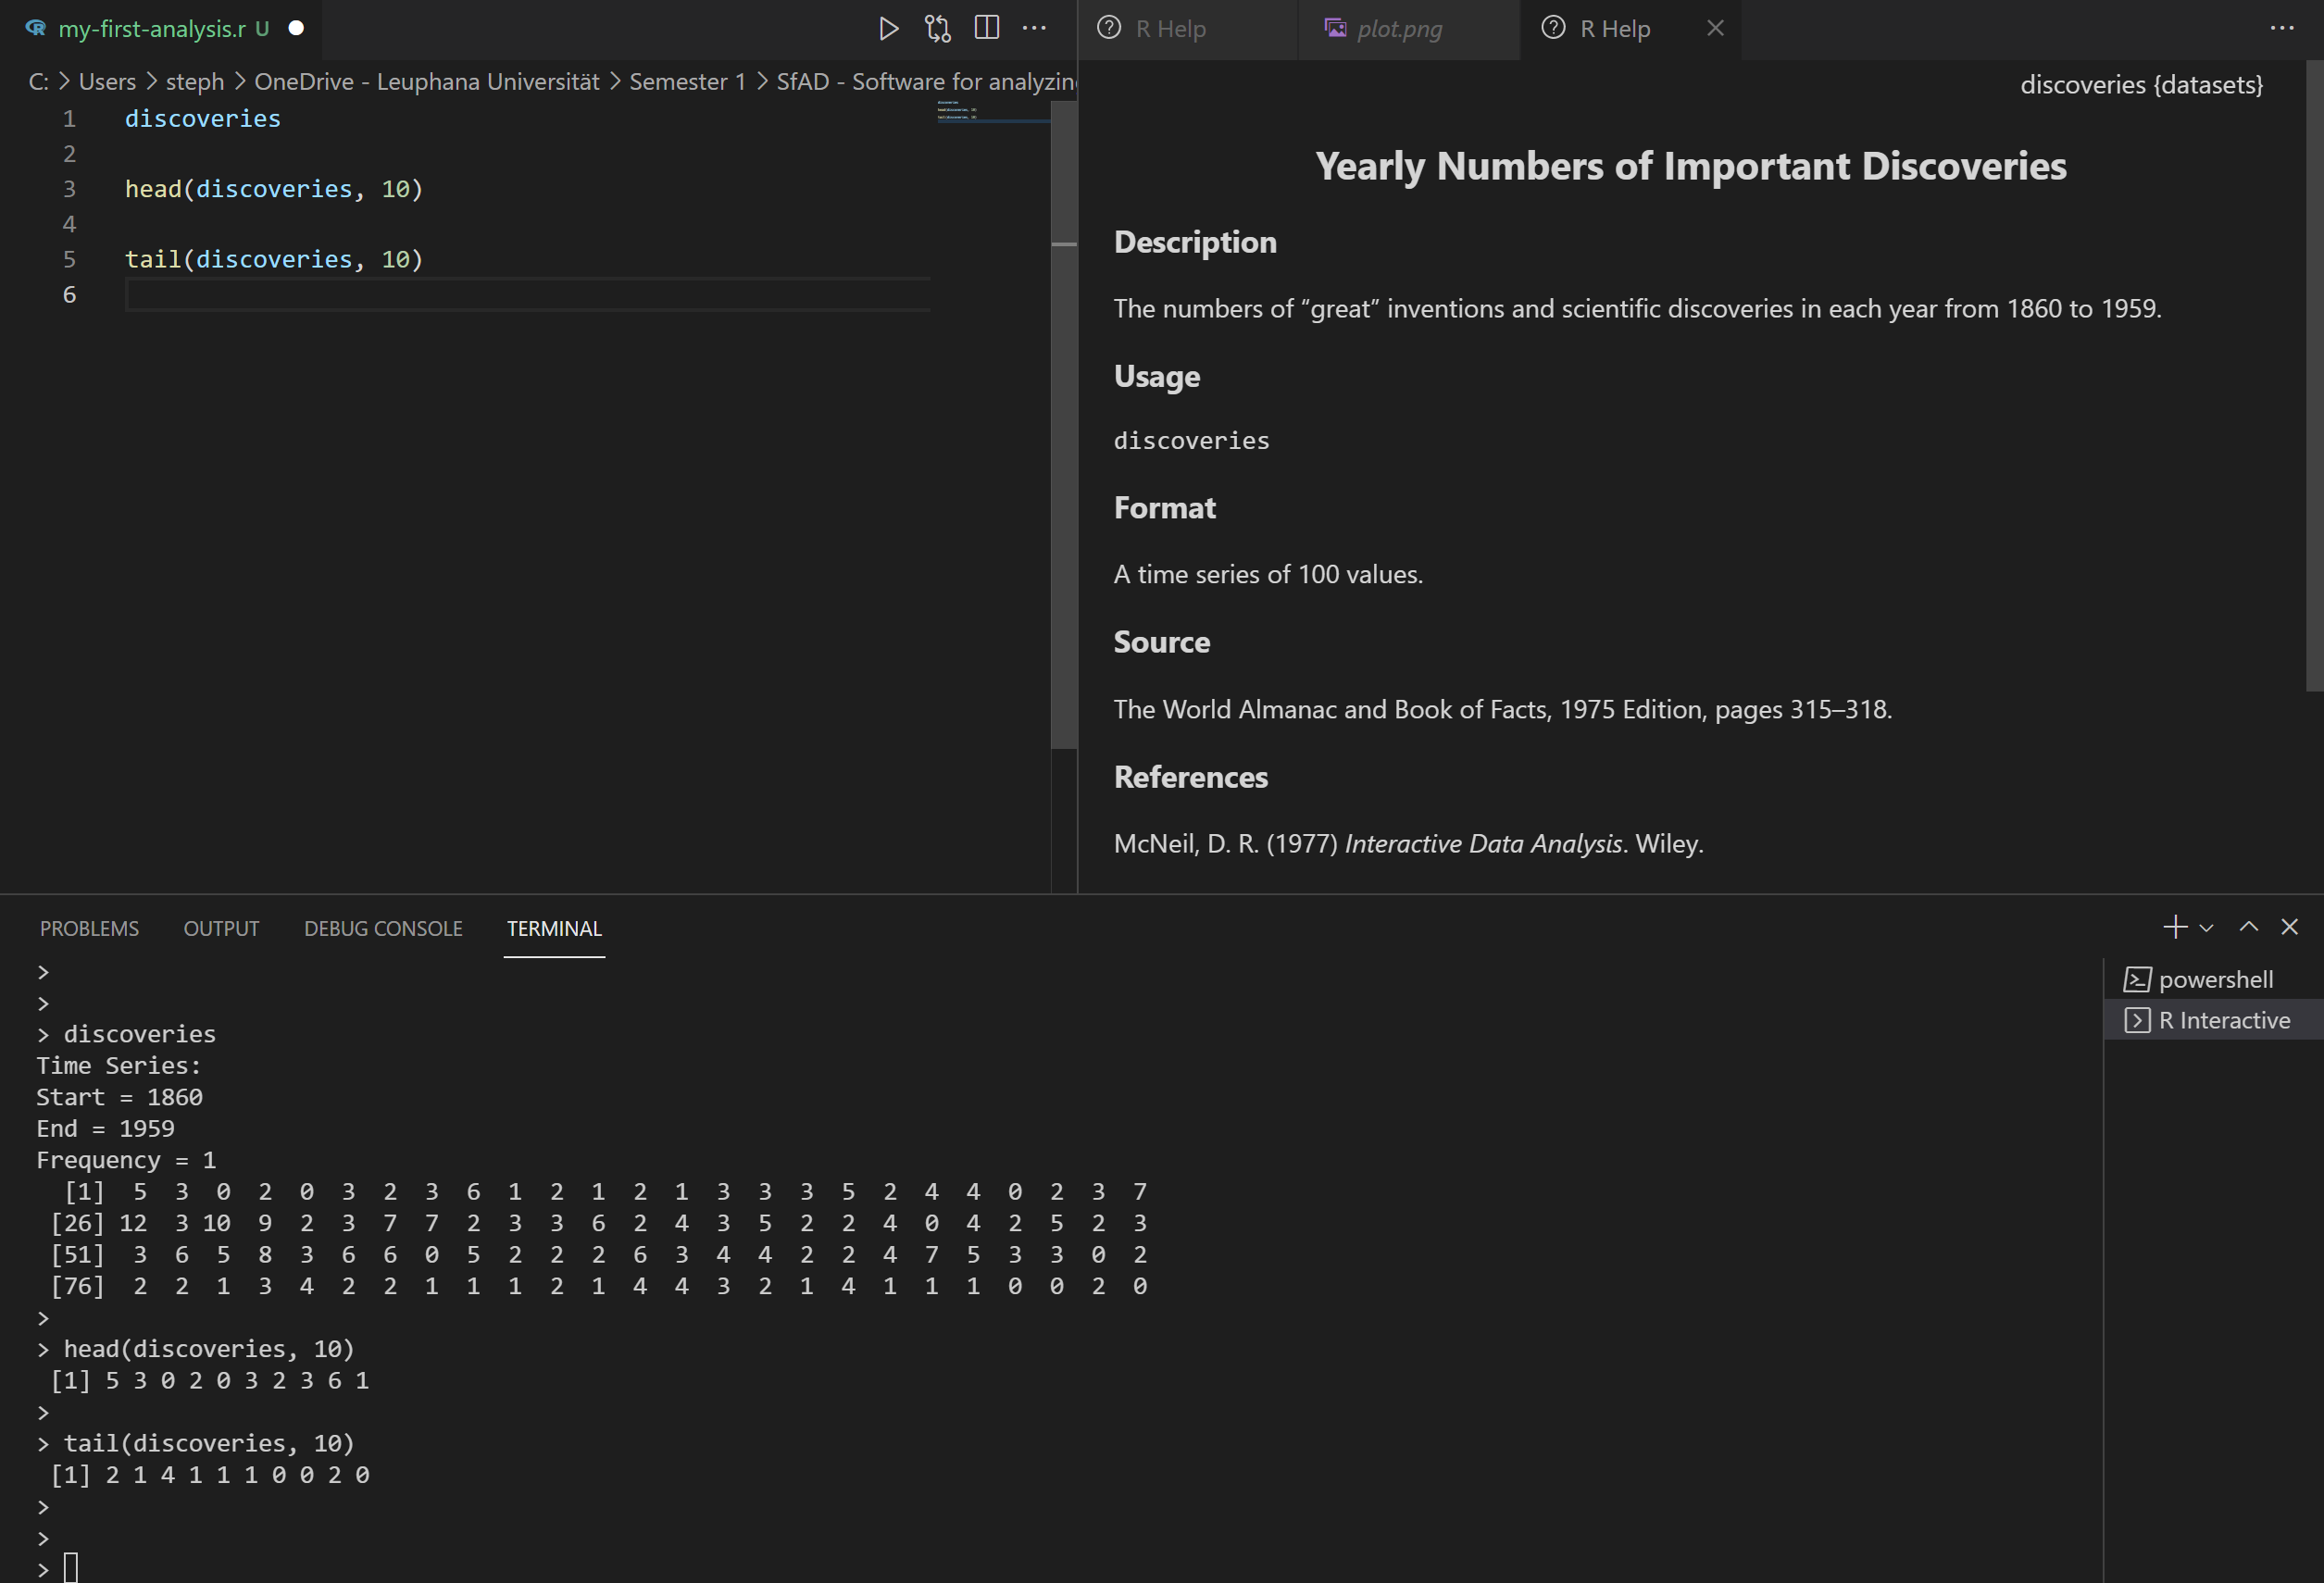 my-first-analysis.r U
C: > Users > steph > OneDrive - Leuphana Universität > Semester 1 > SfAD - Software for analyzin
1 discoveries
2
3 head(discoveries, 10)
4
5 tail(discoveries, 10)
6
R Help
plot.png
R Help
discoveries {datasets}
Yearly Numbers of Important Discoveries
Description
The numbers of “great” inventions and scientific discoveries in each year from 1860 to 1959.
Usage
discoveries
Format
A time series of 100 values.
Source
The World Almanac and Book of Facts, 1975 Edition, pages 315–318.
References
McNeil, D. R. (1977) Interactive Data Analysis. Wiley.
PROBLEMS OUTPUT DEBUG CONSOLE TERMINAL
>
>
> discoveries
Time Series:
Start = 1860
End = 1959
Frequency = 1
  [1]  5  3  0  2  0  3  2  3  6  1  2  1  2  1  3  3  3  5  2  4  4  0  2  3  7
 [26] 12  3 10  9  2  3  7  7  2  3  3  6  2  4  3  5  2  2  4  0  4  2  5  2  3
 [51]  3  6  5  8  3  6  6  0  5  2  2  2  6  3  4  4  2  2  4  7  5  3  3  0  2
 [76]  2  2  1  3  4  2  2  1  1  1  2  1  4  4  3  2  1  4  1  1  1  0  0  2  0
>
> head(discoveries, 10)
 [1] 5 3 0 2 0 3 2 3 6 1
>
> tail(discoveries, 10)
 [1] 2 1 4 1 1 1 0 0 2 0
>
>
>
powershell
R Interactive